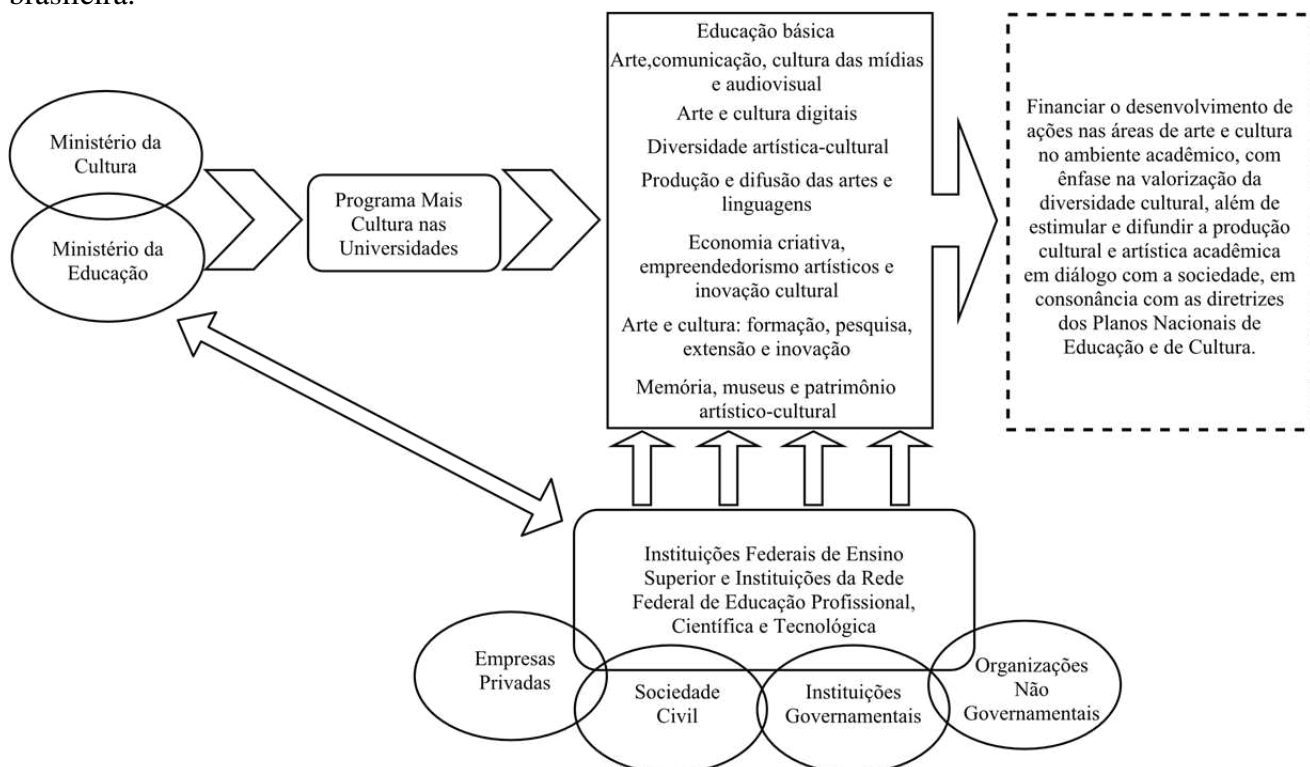 brasileira.
Ministério da
Cultura
Ministério da
Educação
Programa Mais
Cultura nas
Universidades
Educação básica
Arte,comunicação, cultura das mídias
e audiovisual
Arte e cultura digitais
Diversidade artística-cultural
Produção e difusão das artes e
linguagens
Economia criativa,
empreendedorismo artísticos e
inovação cultural
Arte e cultura: formação, pesquisa,
extensão e inovação
Memória, museus e patrimônio
artístico-cultural
Financiar o desenvolvimento de
ações nas áreas de arte e cultura
no ambiente acadêmico, com
ênfase na valorização da
diversidade cultural, além de
estimular e difundir a produção
cultural e artística acadêmica
em diálogo com a sociedade, em
consonância com as diretrizes
dos Planos Nacionais de
Educação e de Cultura.
Instituições Federais de Ensino
Superior e Instituições da Rede
Federal de Educação Profissional,
Científica e Tecnológica
Empresas
Privadas
Sociedade
Civil
Instituições
Governamentais
Organizações
Não
Governamentais